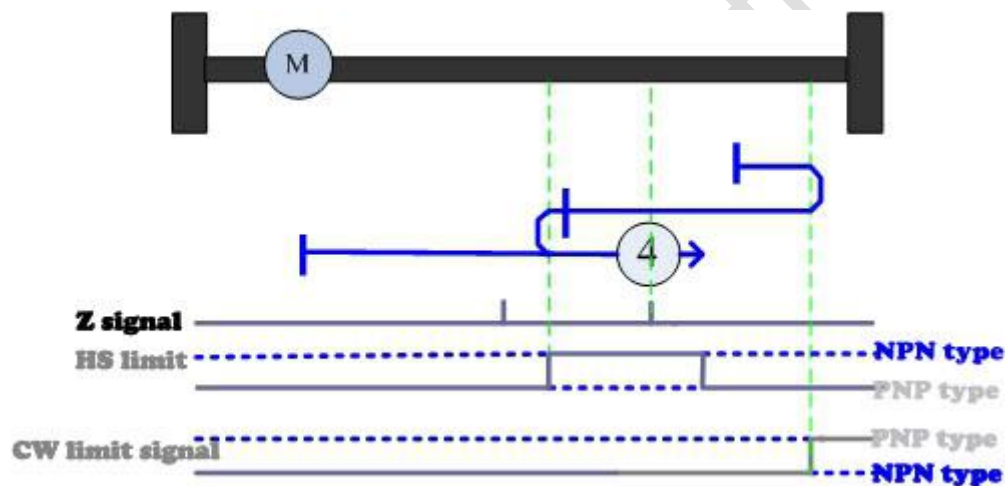 M
4
Z signal
HS limit
NPN type
PNP type
CW limit signal
PNP type
NPN type